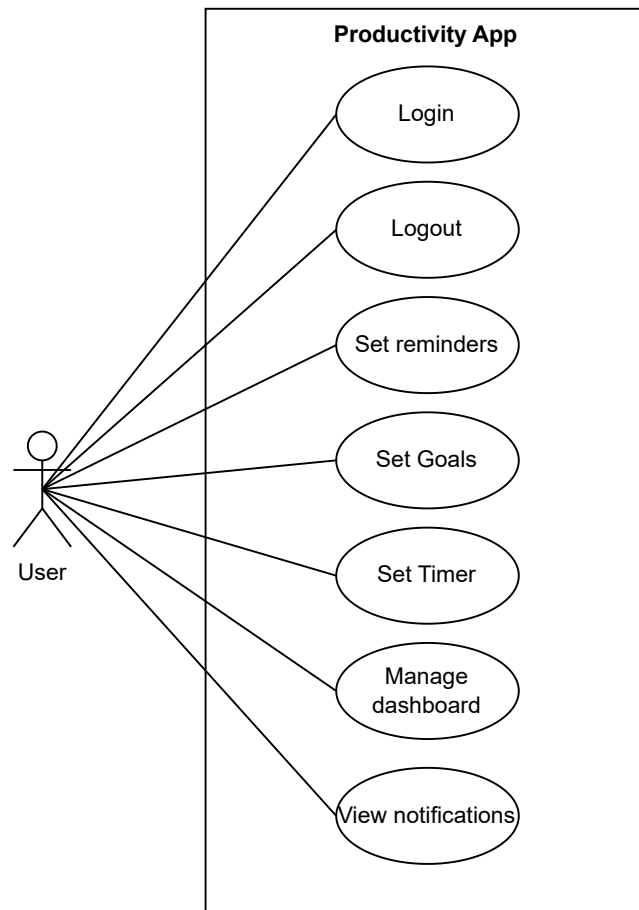 Productivity App
Login
Logout
Set reminders
Set Goals
User
Set Timer
Manage
dashboard
View notifications